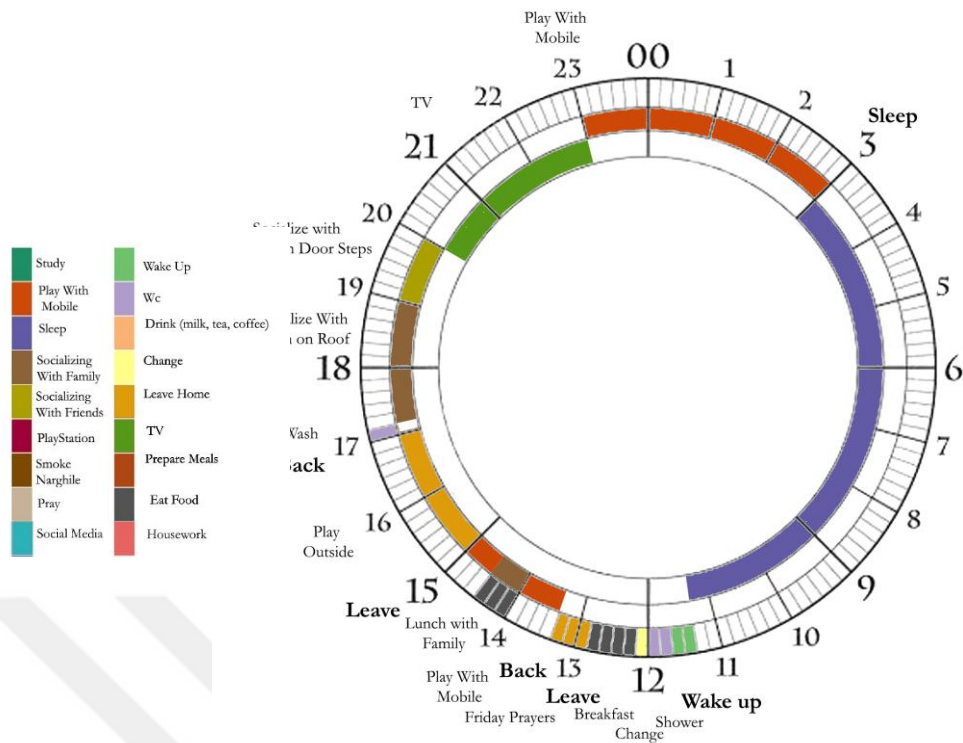 Play With
Mobile
00
1
2
Sleep
3
4
5
6
7
8
9
10
11
Wake up
Shower
12
Change
Breakfast
Leave
13
Friday Prayers
Back
Play With
Mobile
14
Lunch with
Family
Leave
15
Play
Outside
16
17
18
on Roof
19
with
Door Steps
20
21
TV
22
23
Study
Play With
Mobile
Sleep
Socializing
With Family
Socializing
With Friends
PlayStation
Smoke
Narghile
Pray
Social Media
Wake Up
Wc
Drink (milk, tea, coffee)
Change
Leave Home
TV
Prepare Meals
Eat Food
Housework